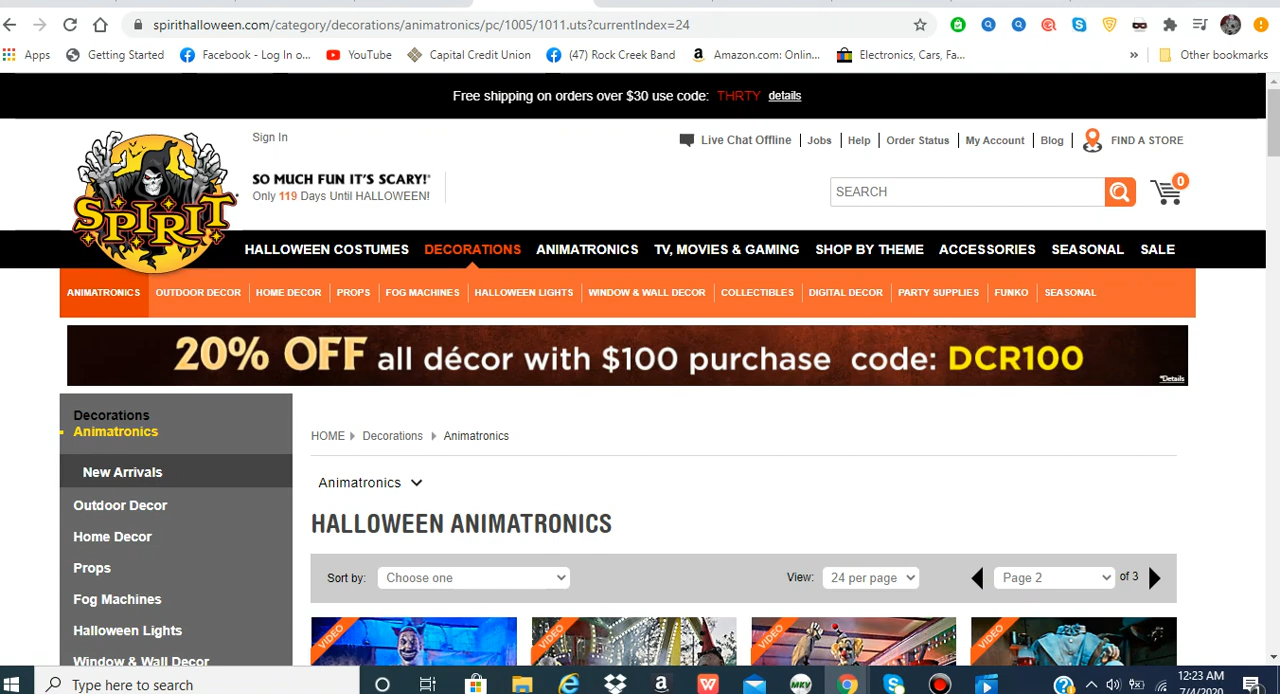 spirithalloween.com/category/decorations/animatronics/pc/1005/1011.uts?currentIndex=24
Apps Getting Started Facebook - Log In o... YouTube Capital Credit Union (47) Rock Creek Band Amazon.com: Onlin... Electronics, Cars, Fa... » Other bookmarks
Free shipping on orders over $30 use code: THRTY details
Sign In
Live Chat Offline Jobs Help Order Status My Account Blog FIND A STORE
SPIRIT
SO MUCH FUN IT'S SCARY!
Only 119 Days Until HALLOWEEN!
SEARCH
0
HALLOWEEN COSTUMES DECORATIONS ANIMATRONICS TV, MOVIES & GAMING SHOP BY THEME ACCESSORIES SEASONAL SALE
ANIMATRONICS OUTDOOR DECOR HOME DECOR PROPS FOG MACHINES HALLOWEEN LIGHTS WINDOW & WALL DECOR COLLECTIBLES DIGITAL DECOR PARTY SUPPLIES FUNKO SEASONAL
20% OFF all décor with $100 purchase code: DCR100
*Details
Decorations
Animatronics
New Arrivals
Outdoor Decor
Home Decor
Props
Fog Machines
Halloween Lights
Window & Wall Decor
HOME Decorations Animatronics
Animatronics
HALLOWEEN ANIMATRONICS
Sort by: Choose one View: 24 per page Page 2 of 3
VIDEO VIDEO VIDEO VIDEO
Type here to search
MKV
12:23 AM